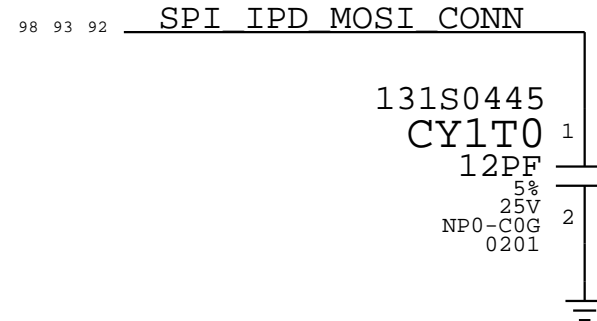 98 93 92 SPI_IPD_MOSI_CONN
131S0445
CY1T0 1
12PF
5%
25V
NP0-C0G 2
0201